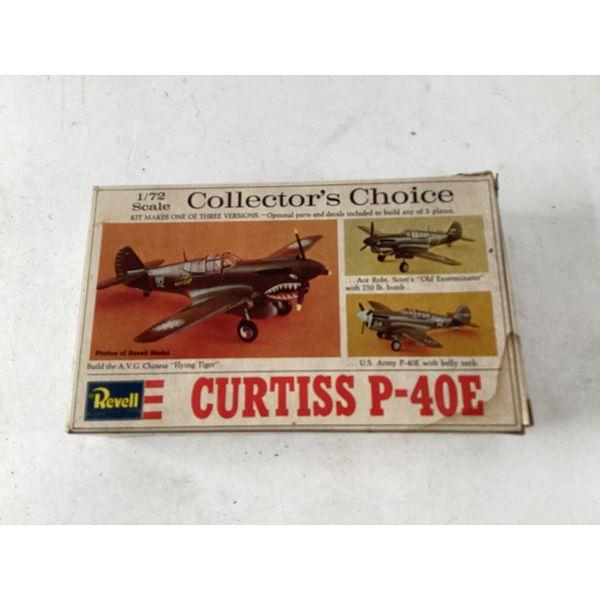 1/72
Scale
Collector's Choice
KIT MAKES ONE OF THREE VERSIONS.—Optional parts and decals included to build any of 3 planes.
92
Photos of Revell Model
Build the A.V.G. Chinese "Flying Tiger".
...Ace Robt. Scott's "Old Exterminator"
with 250 lb. bomb.
...U.S. Army P-40E with belly tank.
Revell
CURTISS P-40E